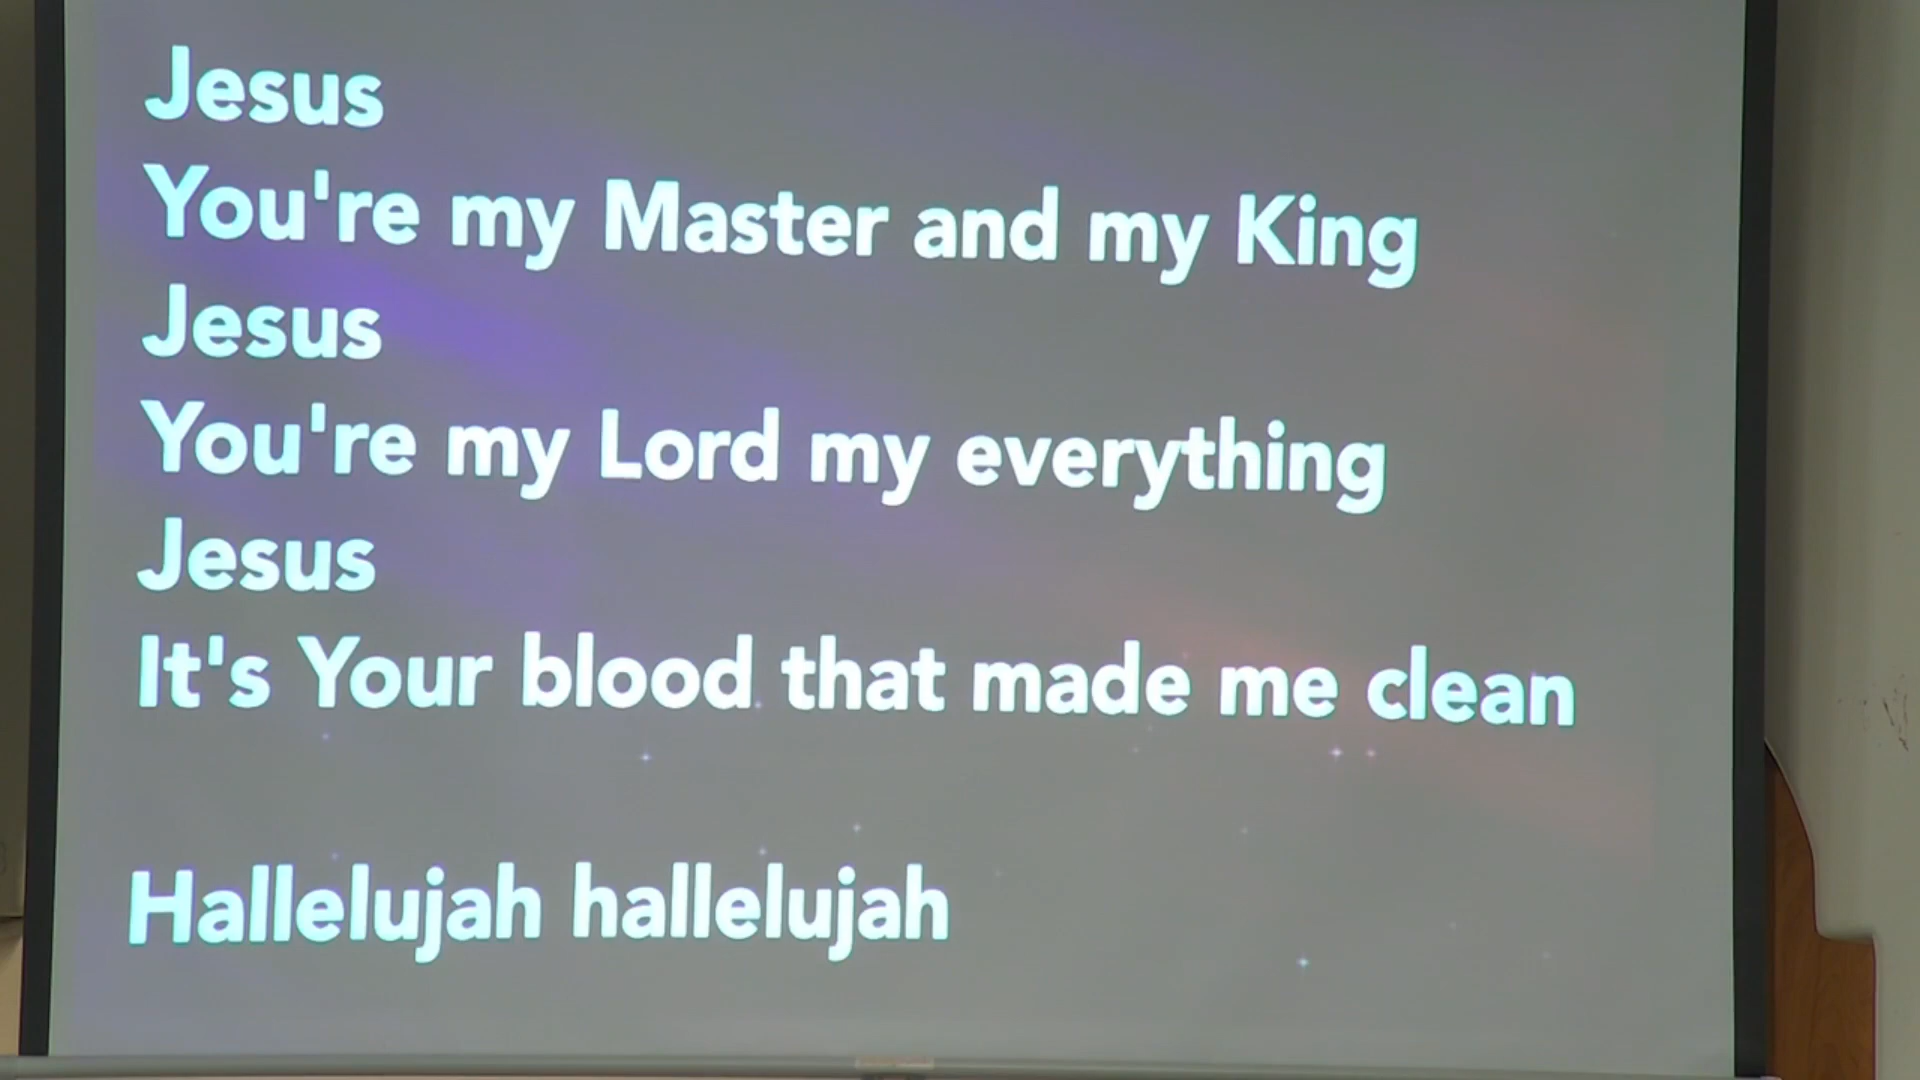 Jesus
You're my Master and my King
Jesus
You're my Lord my everything
Jesus
It's Your blood that made me clean
Hallelujah hallelujah